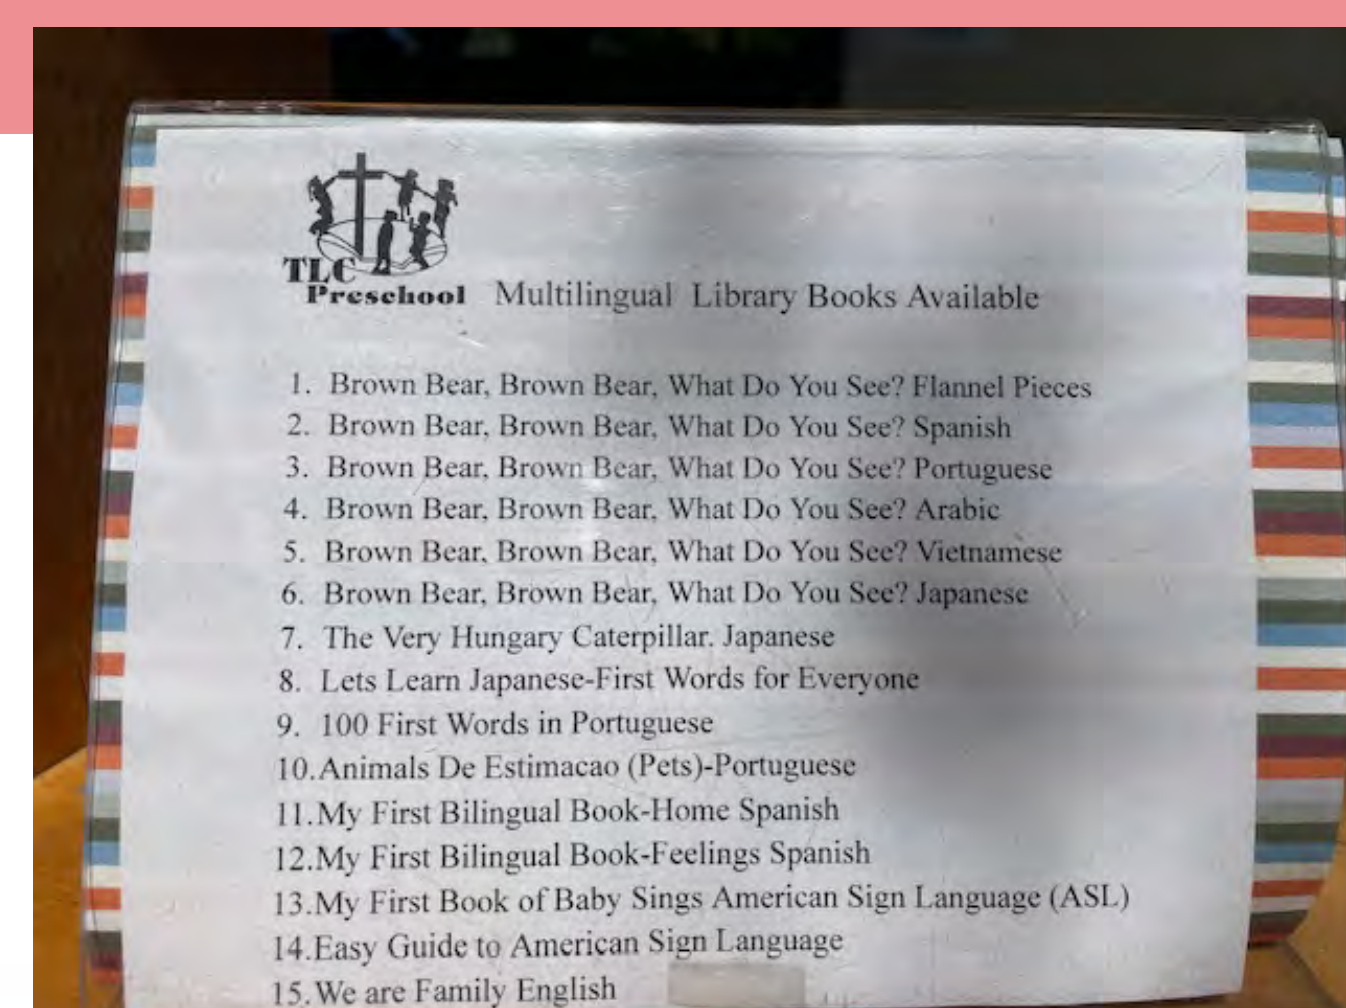 TLC
Preschool Multilingual Library Books Available
1. Brown Bear, Brown Bear, What Do You See? Flannel Pieces
2. Brown Bear, Brown Bear, What Do You See? Spanish
3. Brown Bear, Brown Bear, What Do You See? Portuguese
4. Brown Bear, Brown Bear, What Do You See? Arabic
5. Brown Bear, Brown Bear, What Do You See? Vietnamese
6. Brown Bear, Brown Bear, What Do You See? Japanese
7. The Very Hungary Caterpillar. Japanese
8. Lets Learn Japanese-First Words for Everyone
9. 100 First Words in Portuguese
10.Animals De Estimacao (Pets)-Portuguese
11.My First Bilingual Book-Home Spanish
12.My First Bilingual Book-Feelings Spanish
13.My First Book of Baby Sings American Sign Language (ASL)
14.Easy Guide to American Sign Language
15.We are Family English